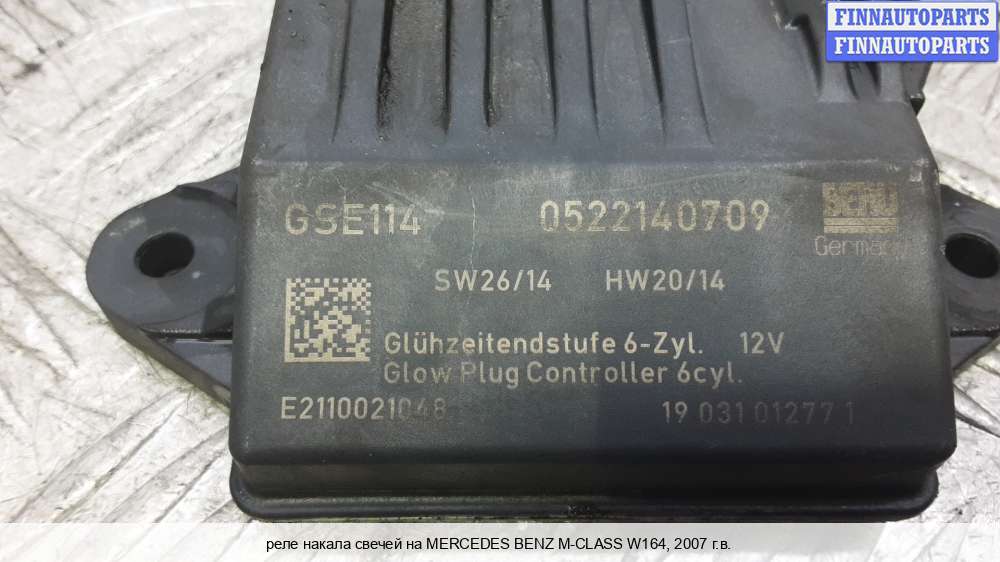 FINNAUTOPARTS
FINNAUTOPARTS
GSE114 0522140709 BERU
Germany
SW26/14 HW20/14
Glühzeitendstufe 6-Zyl. 12V
Glow Plug Controller 6cyl.
E2110021048 19 031 01277 1
реле накала свечей на MERCEDES BENZ M-CLASS W164, 2007 г.в.